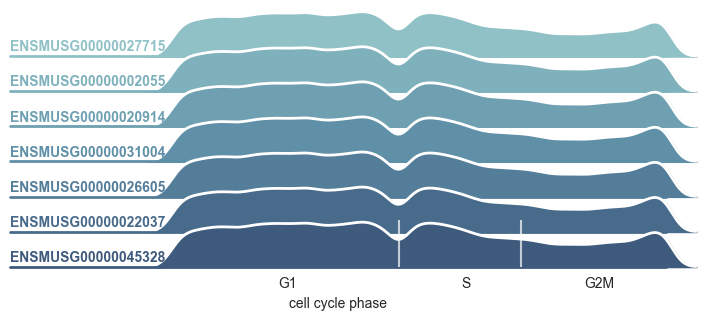 ENSMUSG00000027715
ENSMUSG00000002055
ENSMUSG00000020914
ENSMUSG00000031004
ENSMUSG00000026605
ENSMUSG00000022037
ENSMUSG00000045328
G1 S G2M
cell cycle phase